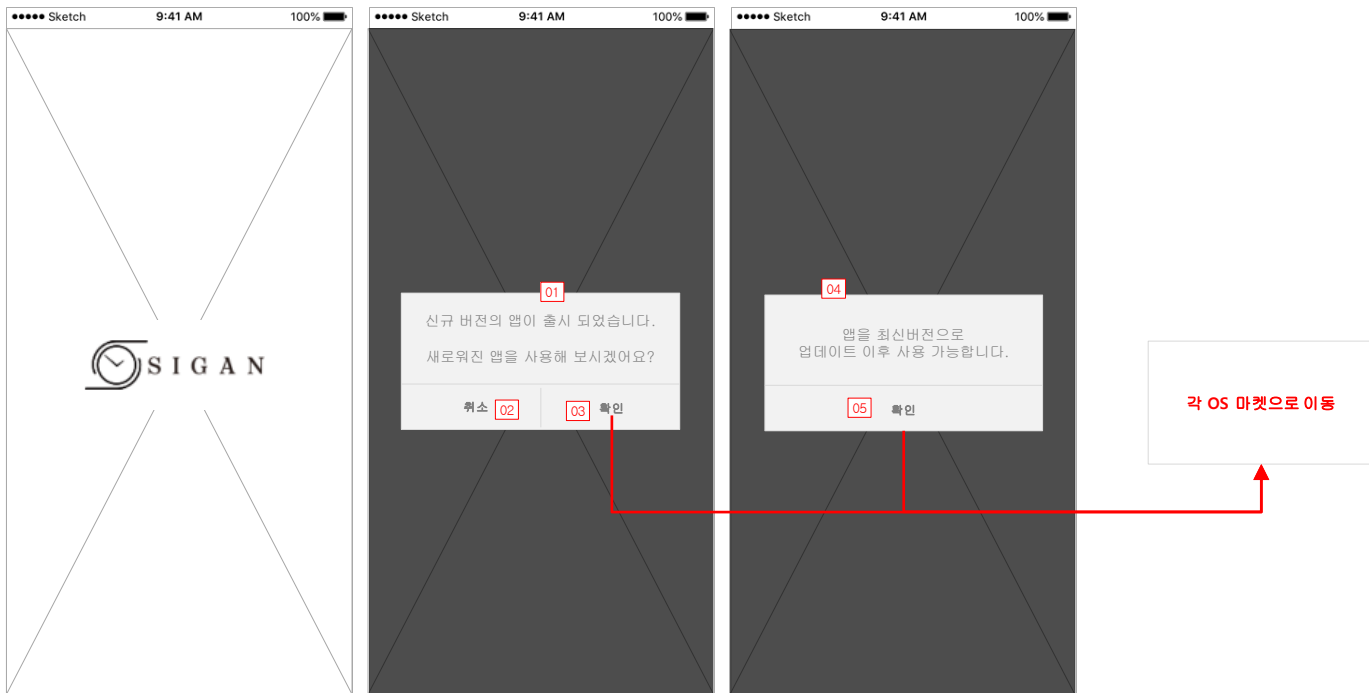 ●●●●● Sketch 9:41 AM 100%
SIGAN
●●●●● Sketch 9:41 AM 100%
01
신규 버전의 앱이 출시 되었습니다.
새로워진 앱을 사용해 보시겠어요?
취소 02 03 확인
●●●●● Sketch 9:41 AM 100%
04
앱을 최신버전으로
업데이트 이후 사용 가능합니다.
05 확인
각 OS 마켓으로 이동